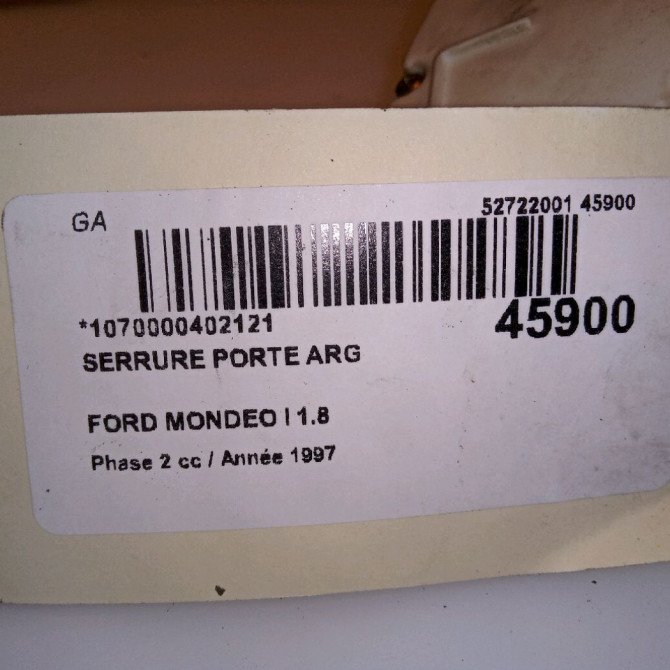 GA
52722001 45900
*1070000402121
45900
SERRURE PORTE ARG
FORD MONDEO I 1.8
Phase 2 cc / Année 1997